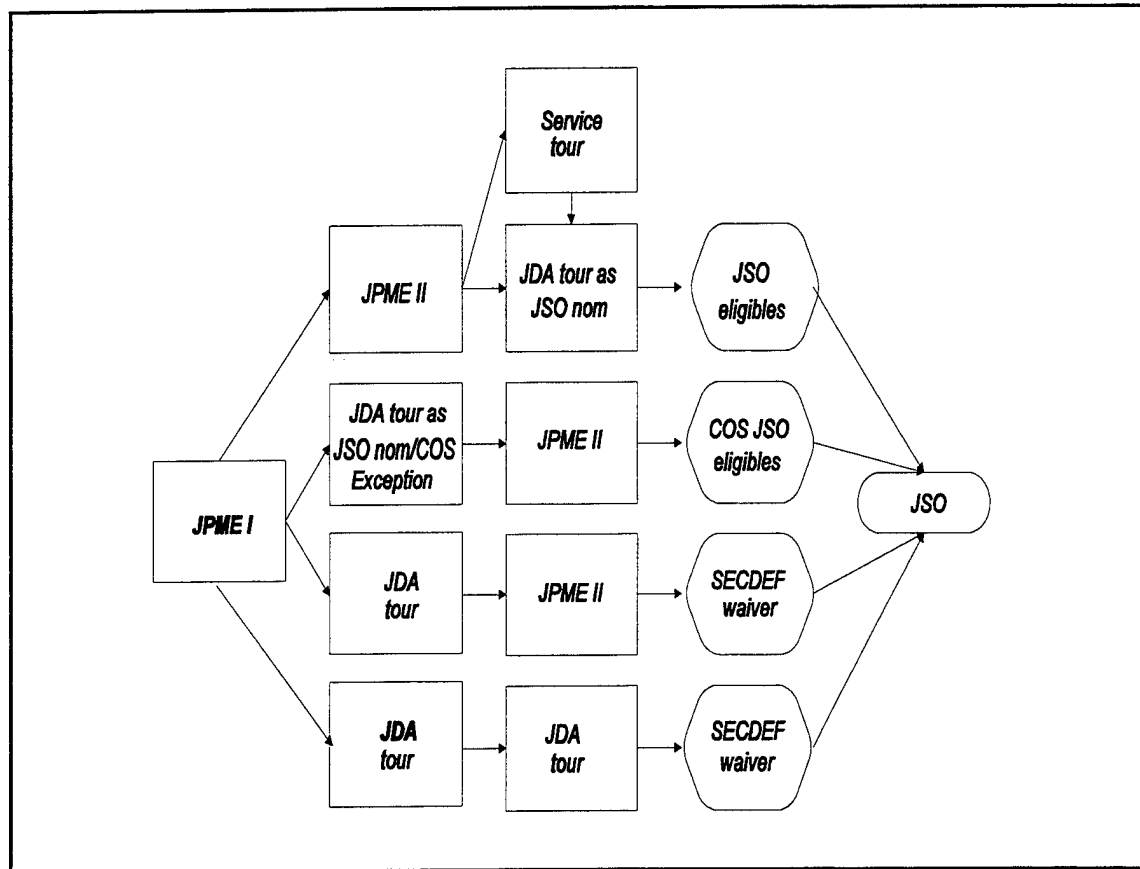 Service
tour
JPME II
JDA tour as
JSO nom
JSO
eligibles
JDA tour as
JSO nom/COS
Exception
JPME II
COS JSO
eligibles
JPME I
JSO
JDA
tour
JPME II
SECDEF
waiver
JDA
tour
JDA
tour
SECDEF
waiver